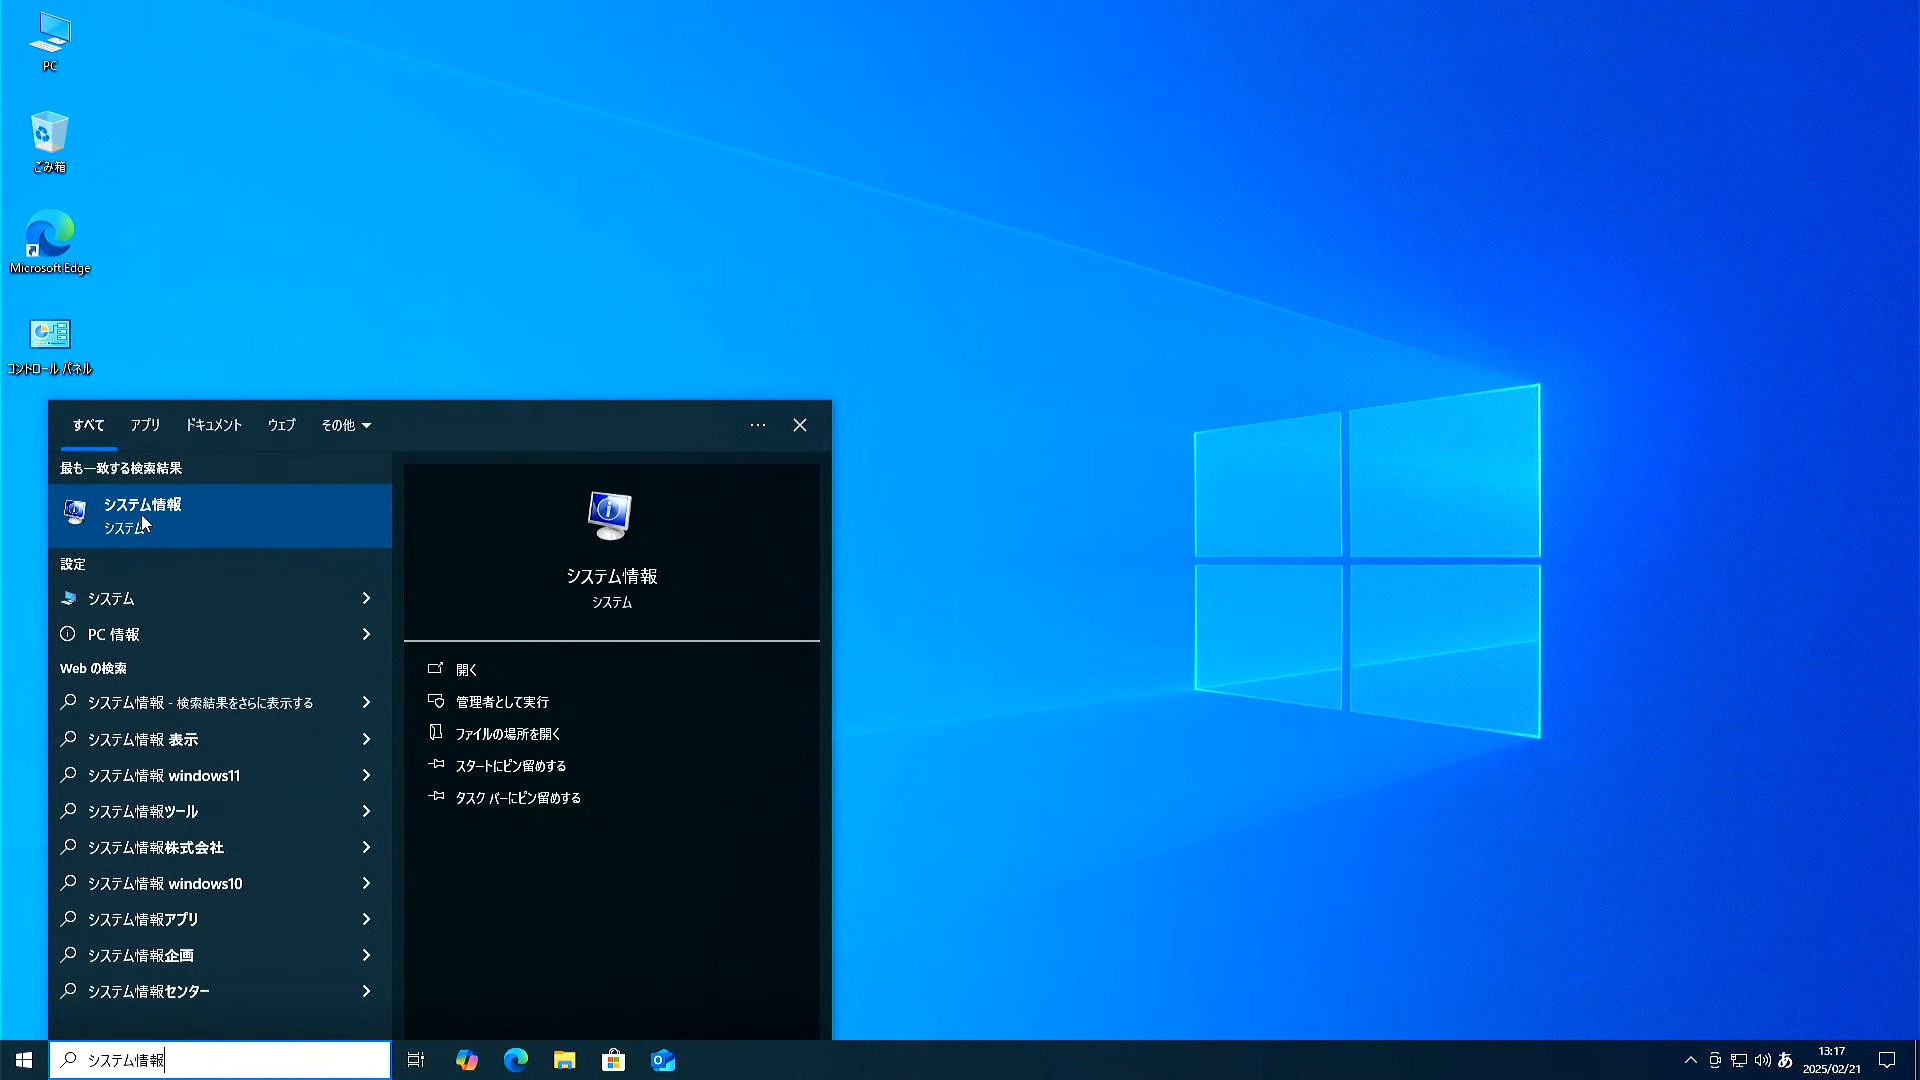 PC
ごみ箱
Microsoft Edge
コントロール パネル
すべて
アプリ
ドキュメント
ウェブ
その他
最も一致する検索結果
システム情報
システム
設定
システム
PC 情報
Web の検索
システム情報 - 検索結果をさらに表示する
システム情報 表示
システム情報 windows11
システム情報ツール
システム情報株式会社
システム情報 windows10
システム情報アプリ
システム情報企画
システム情報センター
システム情報
システム
開く
管理者として実行
ファイルの場所を開く
スタートにピン留めする
タスク バーにピン留めする
システム情報
あ
13:17
2025/02/21